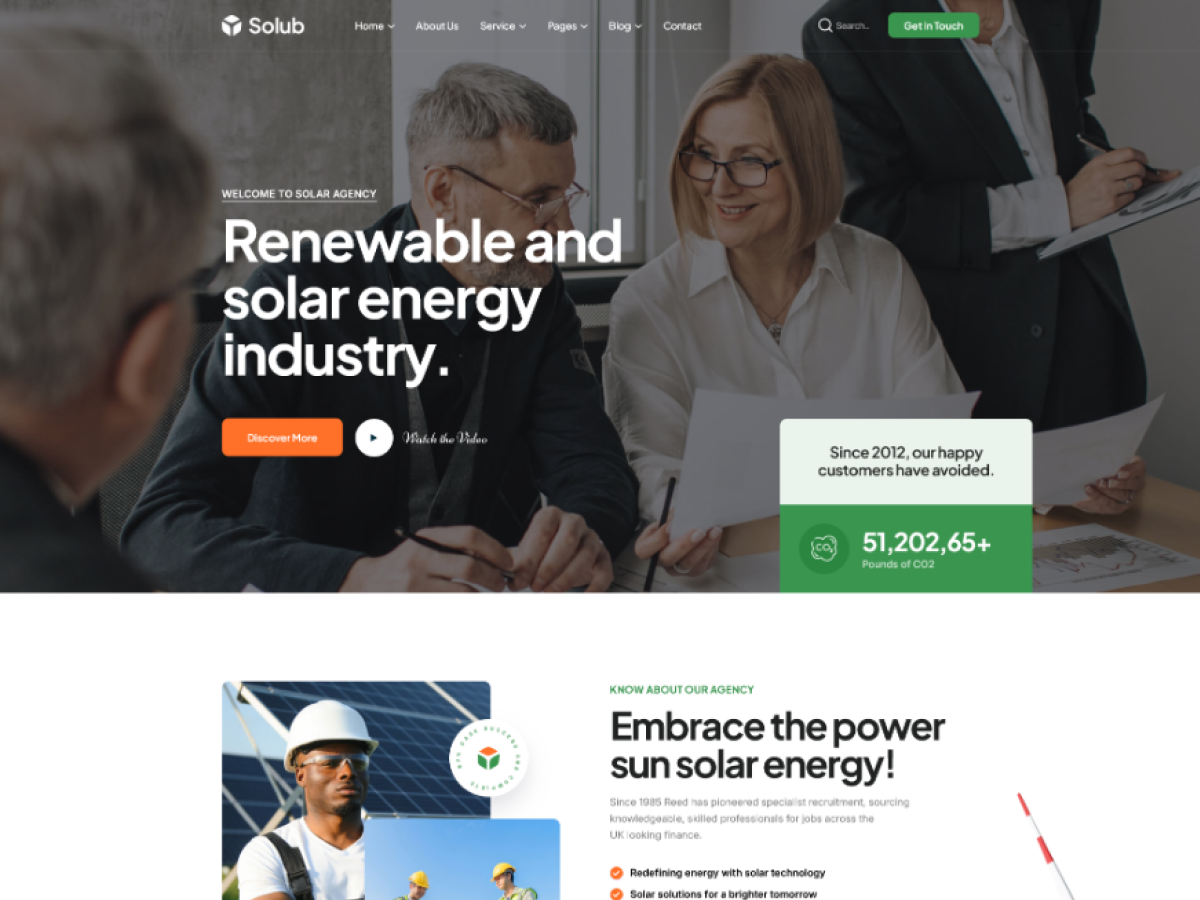 Solub
Home
About Us
Service
Pages
Blog
Contact
Search..
Get in Touch
WELCOME TO SOLAR AGENCY
Renewable and
solar energy
industry.
Discover More
Watch the Video
Since 2012, our happy
customers have avoided.
CO₂
51,202,65+
Pounds of CO2
KNOW ABOUT OUR AGENCY
Embrace the power
sun solar energy!
Since 1985 Reed has pioneered specialist recruitment, sourcing
knowledgeable, skilled professionals for jobs across the
UK looking finance.
Redefining energy with solar technology
Solar solutions for a brighter tomorrow